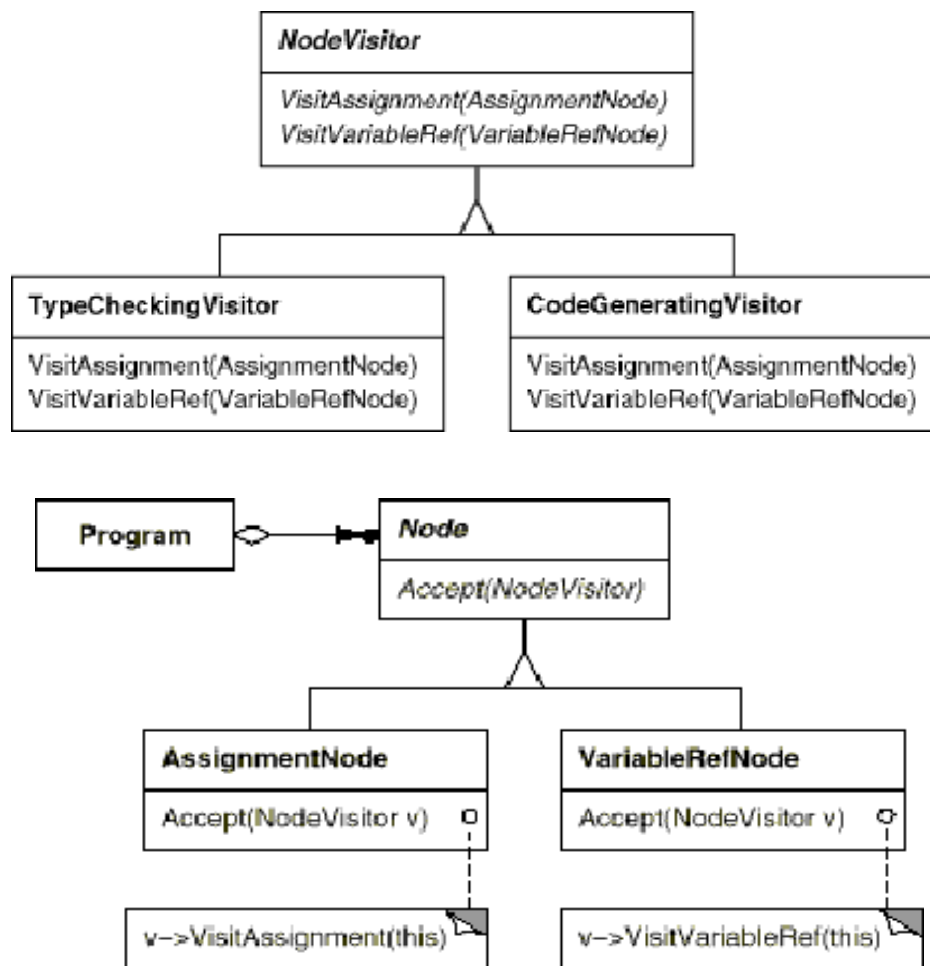 NodeVisitor
VisitAssignment(AssignmentNode)
VisitVariableRef(VariableRefNode)
TypeCheckingVisitor
VisitAssignment(AssignmentNode)
VisitVariableRef(VariableRefNode)
CodeGeneratingVisitor
VisitAssignment(AssignmentNode)
VisitVariableRef(VariableRefNode)
Program
Node
Accept(NodeVisitor)
AssignmentNode
Accept(NodeVisitor v)
v->VisitAssignment(this)
VariableRefNode
Accept(NodeVisitor v)
v->VisitVariableRef(this)